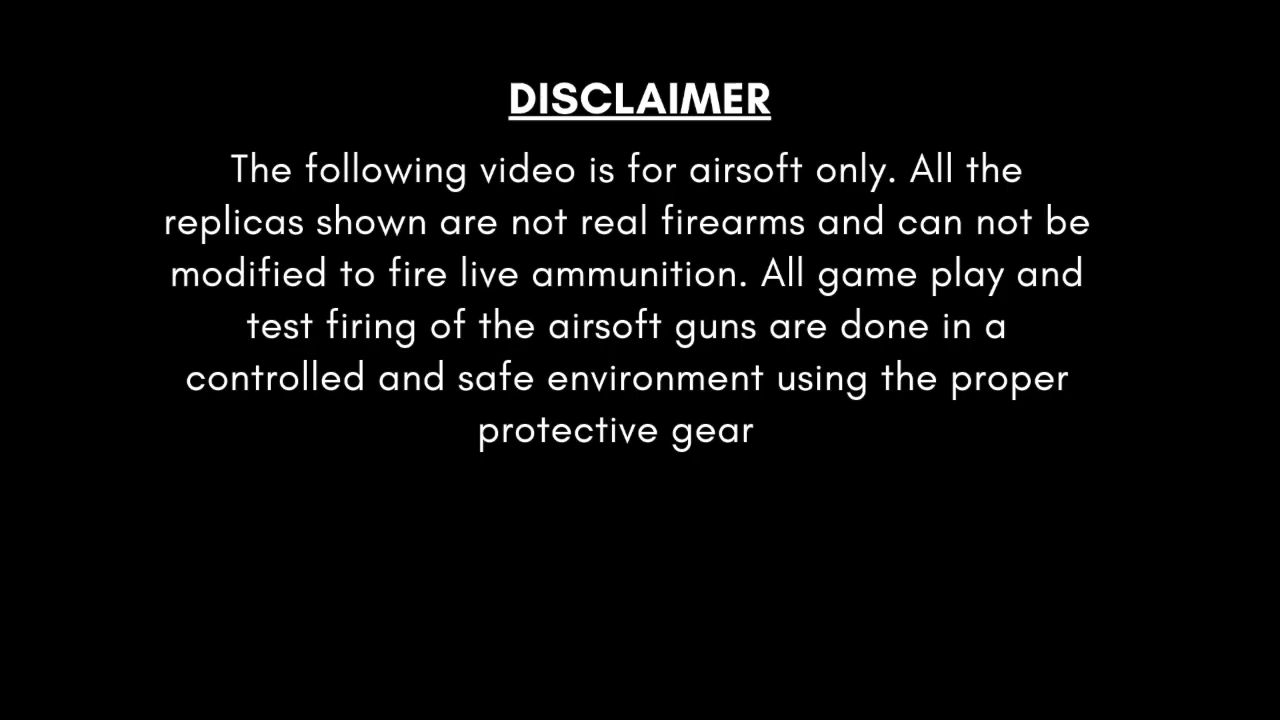 DISCLAIMER
The following video is for airsoft only. All the
replicas shown are not real firearms and can not be
modified to fire live ammunition. All game play and
test firing of the airsoft guns are done in a
controlled and safe environment using the proper
protective gear